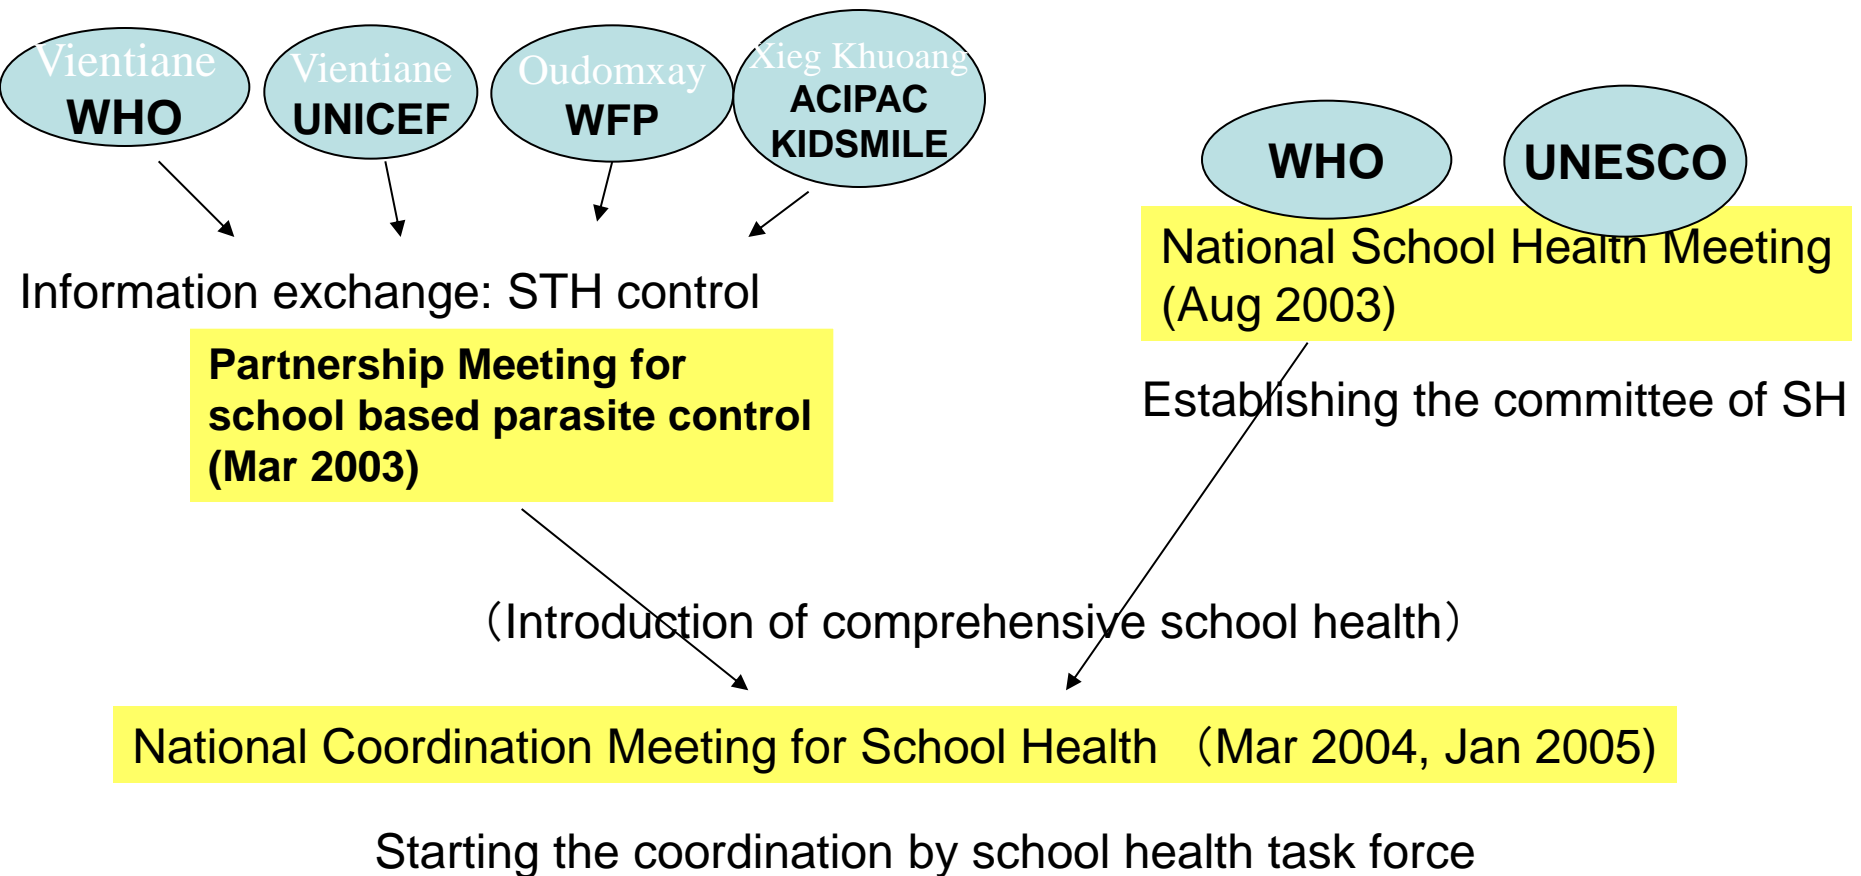 Vientiane
WHO
Vientiane
UNICEF
Oudomxay
WFP
Xieg Khuoang
ACIPAC
KIDSMILE
WHO
UNESCO
Information exchange: STH control
Partnership Meeting for
school based parasite control
(Mar 2003)
National School Health Meeting
(Aug 2003)
Establishing the committee of SH
（Introduction of comprehensive school health）
National Coordination Meeting for School Health （Mar 2004, Jan 2005)
Starting the coordination by school health task force